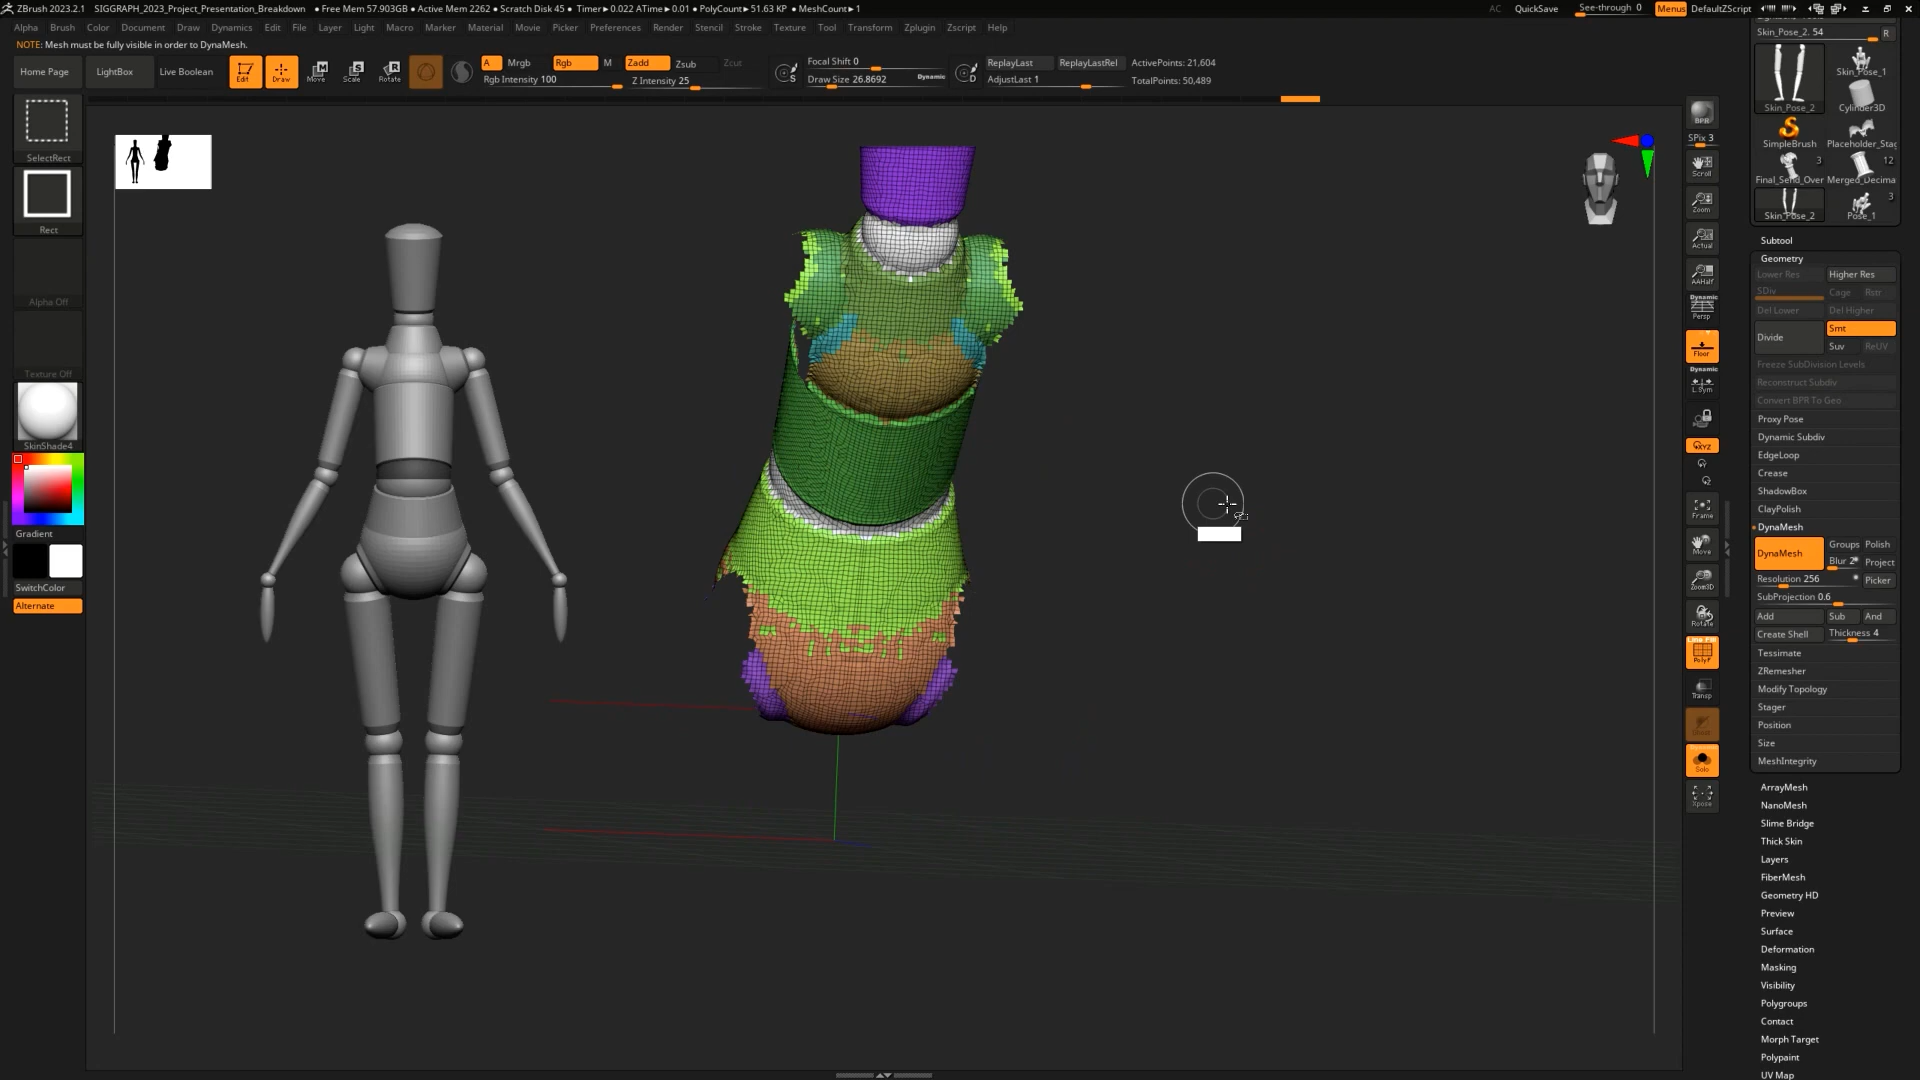 ZBrush 2023.2.1 SIGGRAPH_2023_Project_Presentation_Breakdown • Free Mem 57.903GB • Active Mem 2262 • Scratch Disk 45 • Timer►0.022 ATime►0.01 • PolyCount►51.63 KP • MeshCount►1 AC QuickSave See-through 0 Menus DefaultZScript
Alpha Brush Color Document Draw Dynamics Edit File Layer Light Macro Marker Material Movie Picker Preferences Render Stencil Stroke Texture Tool Transform Zplugin Zscript Help
NOTE: Mesh must be fully visible in order to DynaMesh.
Home Page LightBox Live Boolean Edit Draw Move Scale Rotate
A Mrgb Rgb M Zadd Zsub Zcut
Rgb Intensity 100 Z Intensity 25
Focal Shift 0
Draw Size 26.8692 Dynamic
S D
ReplayLast ReplayLastRel ActivePoints: 21,604
AdjustLast 1 TotalPoints: 50,489
SelectRect
Rect
Alpha Off
Texture Off
SkinShade4
Gradient
SwitchColor
Alternate
BPR
SPix 3
Scroll
Zoom
Actual
AAHalf
Dynamic
Persp
Floor
Dynamic
L.Sym
XYZ
Frame
Move
Zoom3D
Rotate
Line Fill
PolyF
Transp
Ghost
Dynamic
Solo
Xpose
Skin_Pose_2. 54 R
Skin_Pose_2 Skin_Pose_1
Cylinder3D
SimpleBrush Placeholder_Stag
3 12
Final_Send_Over Merged_Decima
3
Skin_Pose_2 Pose_1
Subtool
Geometry
Lower Res Higher Res
SDiv Cage Rstr
Del Lower Del Higher
Divide Smt
Suv ReUV
Freeze SubDivision Levels
Reconstruct Subdiv
Convert BPR To Geo
Proxy Pose
Dynamic Subdiv
EdgeLoop
Crease
ShadowBox
ClayPolish
DynaMesh
DynaMesh Groups Polish
Blur 2 Project
Resolution 256 Picker
SubProjection 0.6
Add Sub And
Create Shell Thickness 4
Tessimate
ZRemesher
Modify Topology
Stager
Position
Size
MeshIntegrity
ArrayMesh
NanoMesh
Slime Bridge
Thick Skin
Layers
FiberMesh
Geometry HD
Preview
Surface
Deformation
Masking
Visibility
Polygroups
Contact
Morph Target
Polypaint
UV Map